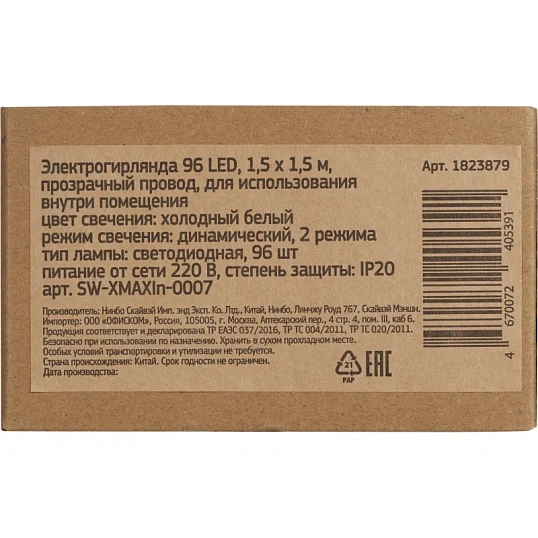 Электрогирлянда 96 LED, 1,5 x 1,5 м,
прозрачный провод, для использования
внутри помещения
цвет свечения: холодный белый
режим свечения: динамический, 2 режима
тип лампы: светодиодная, 96 шт
питание от сети 220 В, степень защиты: IP20
арт. SW-XMAXIn-0007
Арт. 1823879
Производитель: Нинбо Скайвэй Имп. энд Эксп. Ко. Лтд., Китай, Нинбо, Лянчжу Роуд 767, Скайвэй Мэншн.
Импортер: ООО «ОФИСКОМ», Россия, 105005, г. Москва, Аптекарский пер., 4 стр. 4, пом. III, каб 6.
Продукция соответствует и декларирована ТР ЕАЭС 037/2016, ТР ТС 004/2011, ТР ТС 020/2011.
Безопасно при использовании по назначению. Хранить в сухом прохладном месте.
Особых условий транспортировки и утилизации не требуется.
Страна происхождения: Китай. Срок годности не ограничен.
Дата производства:
21
PAP
EAC
4 670072 405391